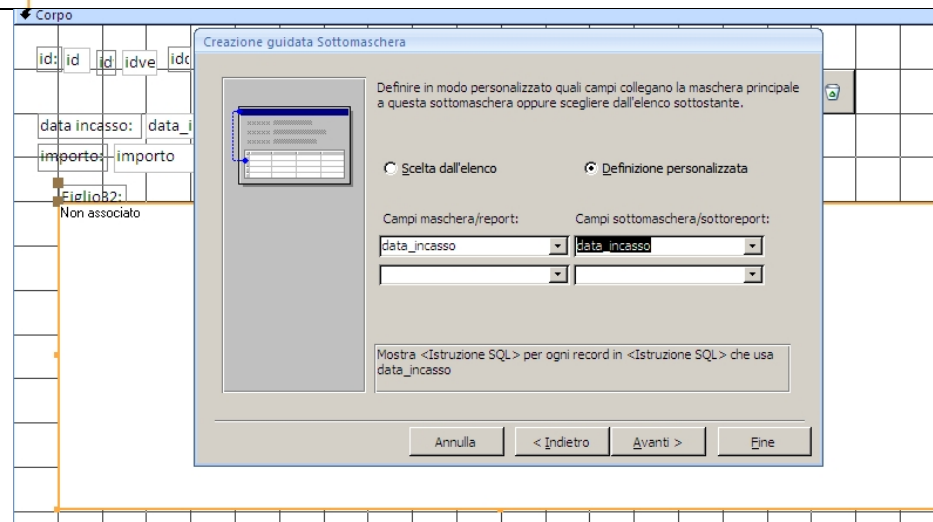 Corpo
Creazione guidata Sottomaschera
id: id id idve idc
Definire in modo personalizzato quali campi collegano la maschera principale
a questa sottomaschera oppure scegliere dall'elenco sottostante.
data incasso: data_i
Scelta dall'elenco Definizione personalizzata
importo: importo
Figlio82:
Non associato
Campi maschera/report: Campi sottomaschera/sottoreport:
data_incasso data_incasso
Mostra <Istruzione SQL> per ogni record in <Istruzione SQL> che usa
data_incasso
Annulla < Indietro Avanti > Fine